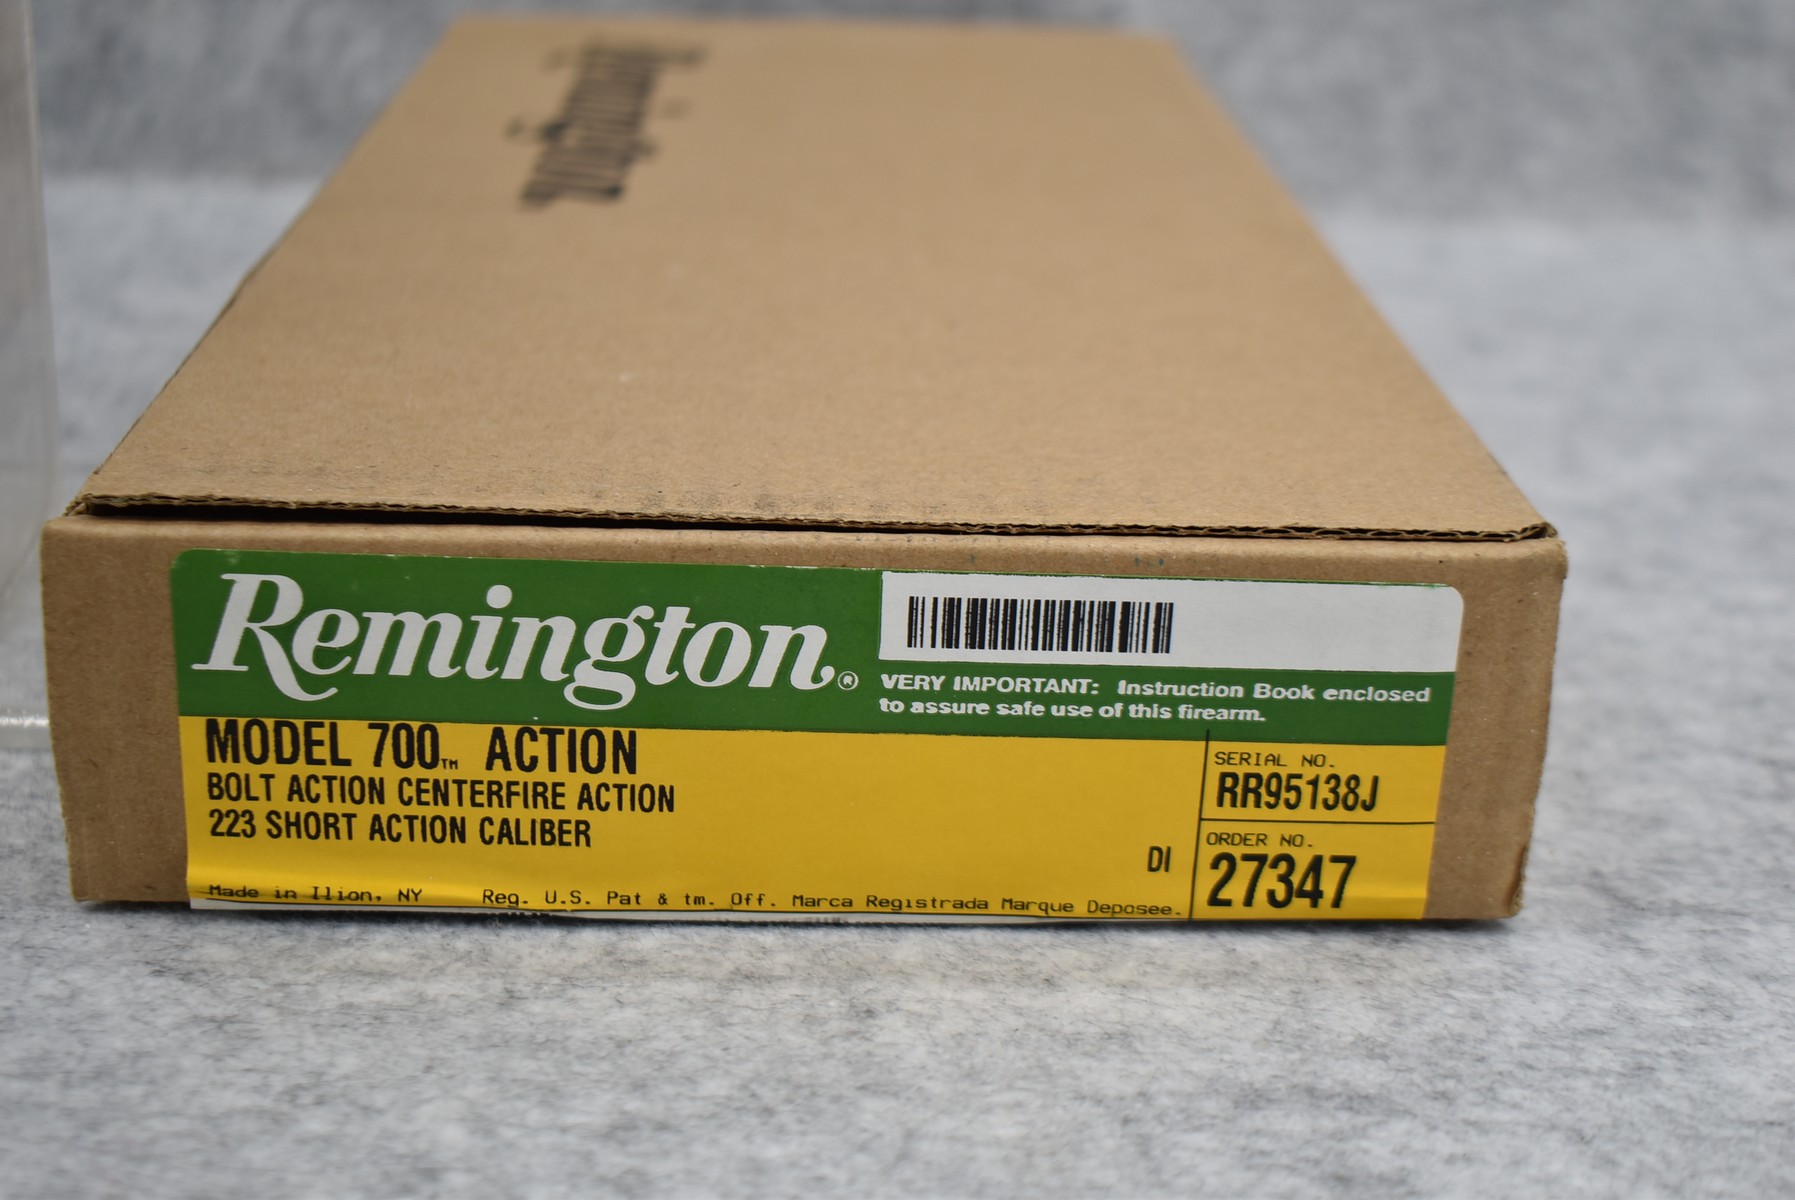 Remington
Remington®
VERY IMPORTANT: Instruction Book enclosed
to assure safe use of this firearm.
MODEL 700™ ACTION
BOLT ACTION CENTERFIRE ACTION
223 SHORT ACTION CALIBER
DI
SERIAL NO.
RR95138J
ORDER NO.
27347
Made in Ilion, NY Reg. U.S. Pat & tm. Off. Marca Registrada Marque Deposee.